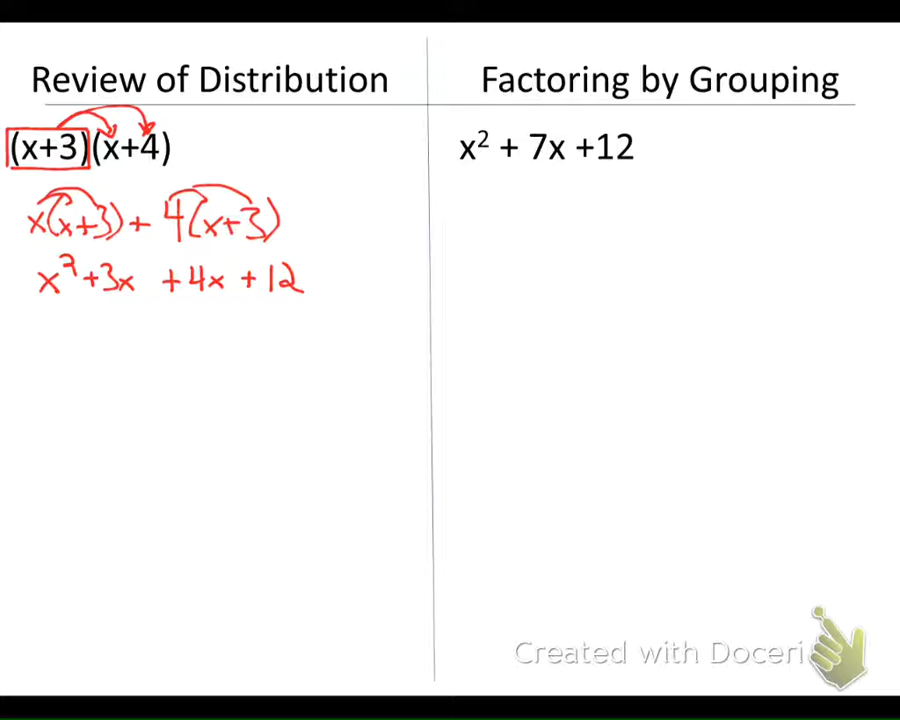 Review of Distribution
(x+3)(x+4)
x(x+3) + 4(x+3)
x² +3x +4x +12
Factoring by Grouping
x² + 7x +12
Created with Doceri